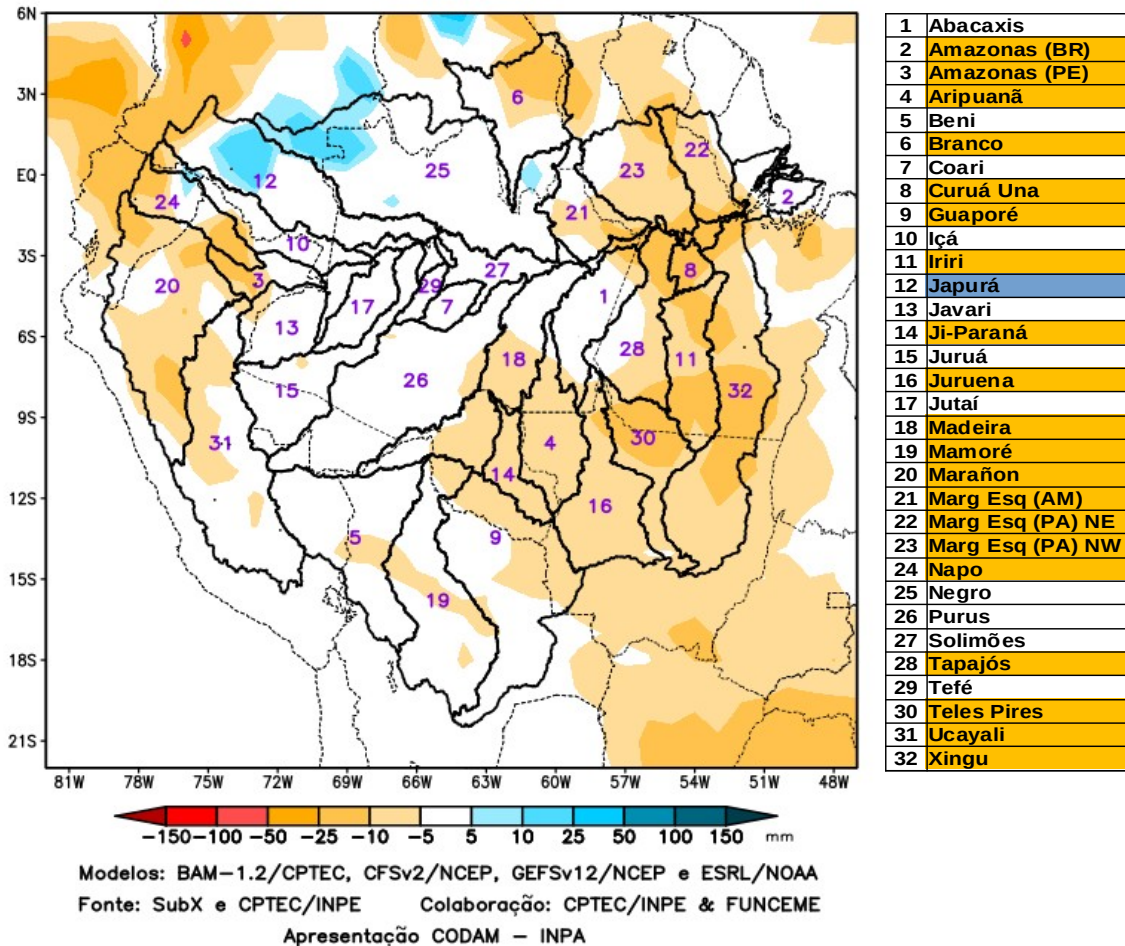 6N
3N
EQ
3S
6S
9S
12S
15S
18S
21S
81W 78W 75W 72W 69W 66W 63W 60W 57W 54W 51W 48W
6
25
12
23
22
2
24
21
10
27
3
20
29
8
7
17
1
13
28
18
11
15
26
32
31
4
30
14
16
5
9
19
-150 -100 -50 -25 -10 -5 5 10 25 50 100 150 mm
Modelos: BAM-1.2/CPTEC, CFSv2/NCEP, GEFSv12/NCEP e ESRL/NOAA
Fonte: SubX e CPTEC/INPE Colaboração: CPTEC/INPE & FUNCEME
Apresentação CODAM - INPA
1 Abacaxis
2 Amazonas (BR)
3 Amazonas (PE)
4 Aripuanã
5 Beni
6 Branco
7 Coari
8 Curuá Una
9 Guaporé
10 Içá
11 Iriri
12 Japurá
13 Javari
14 Ji-Paraná
15 Juruá
16 Juruena
17 Jutaí
18 Madeira
19 Mamoré
20 Marañon
21 Marg Esq (AM)
22 Marg Esq (PA) NE
23 Marg Esq (PA) NW
24 Napo
25 Negro
26 Purus
27 Solimões
28 Tapajós
29 Tefé
30 Teles Pires
31 Ucayali
32 Xingu